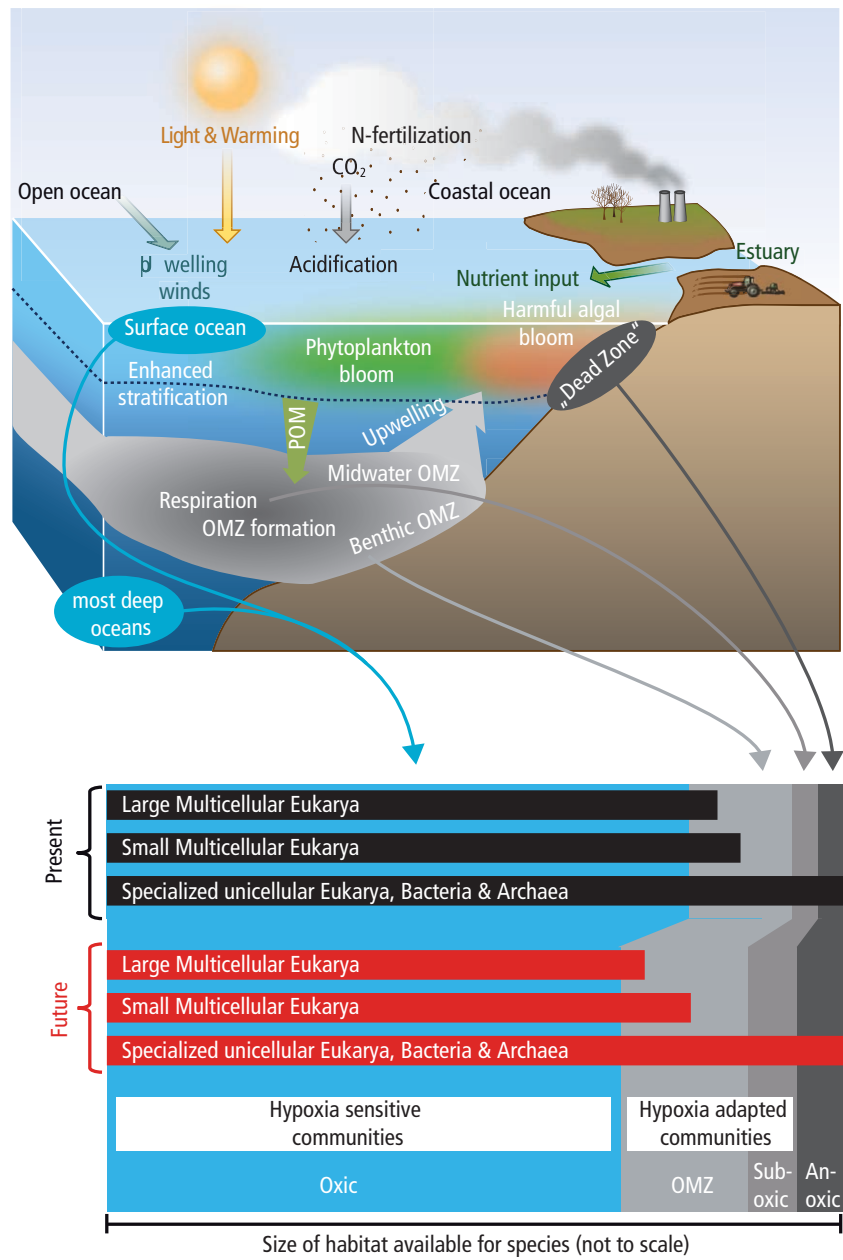 Light & Warming
N-fertilization
CO2
Open ocean
Coastal ocean
Estuary
welling
winds
Acidification
Nutrient input
Surface ocean
Harmful algal
bloom
Phytoplankton
bloom
„Dead Zone“
Enhanced
stratification
POM
Upwelling
Midwater OMZ
Respiration
OMZ formation
Benthic OMZ
most deep
oceans
Present
Large Multicellular Eukarya
Small Multicellular Eukarya
Specialized unicellular Eukarya, Bacteria & Archaea
Future
Large Multicellular Eukarya
Small Multicellular Eukarya
Specialized unicellular Eukarya, Bacteria & Archaea
Hypoxia sensitive
communities
Hypoxia adapted
communities
Oxic
OMZ
Sub-
oxic
An-
oxic
Size of habitat available for species (not to scale)